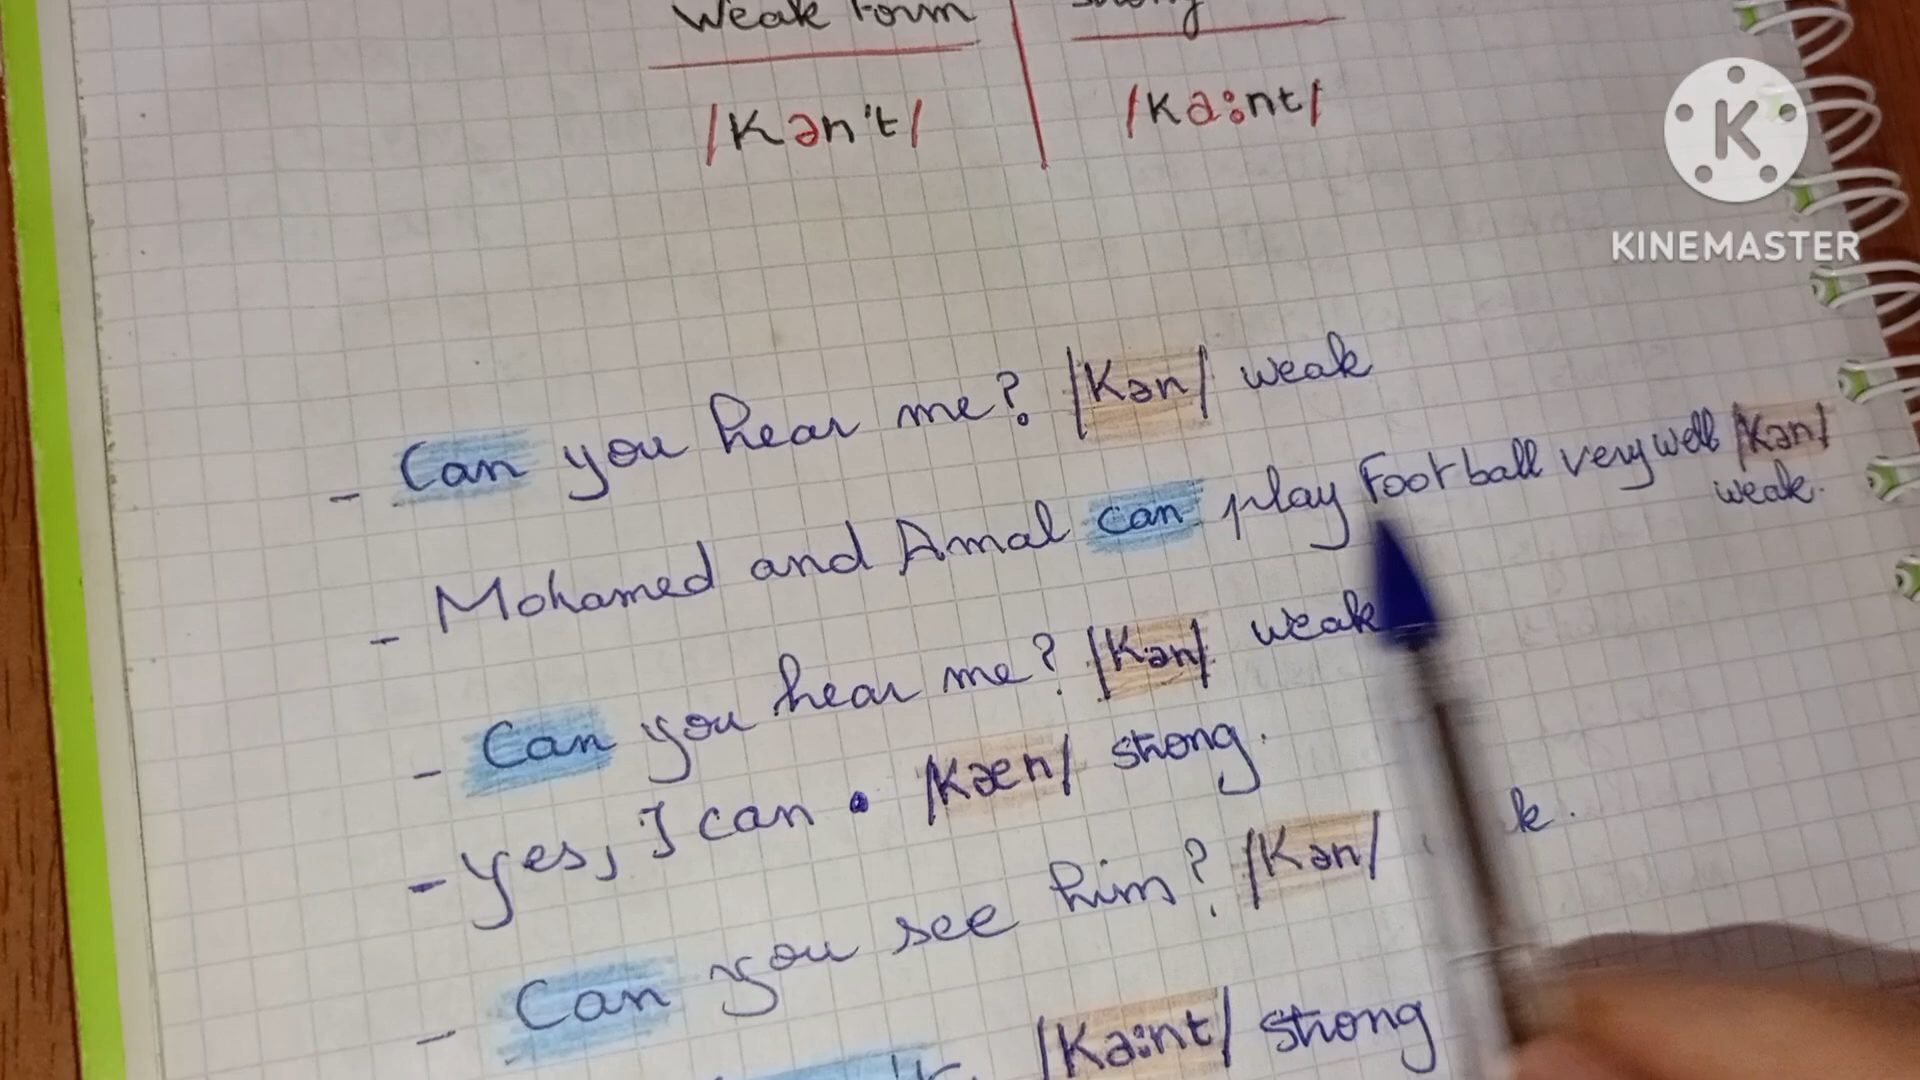 Weak Form
strong
/Kən't/
/Ka:nt/
KINEMASTER
- Can you hear me? /Kən/ weak
- Mohamed and Amal can play Football very well /Kən/
weak.
- Can you hear me? /Kən/ weak
- yes, I can. /Kæn/ strong.
- Can you see him? /Kən/
/Ka:nt/ strong